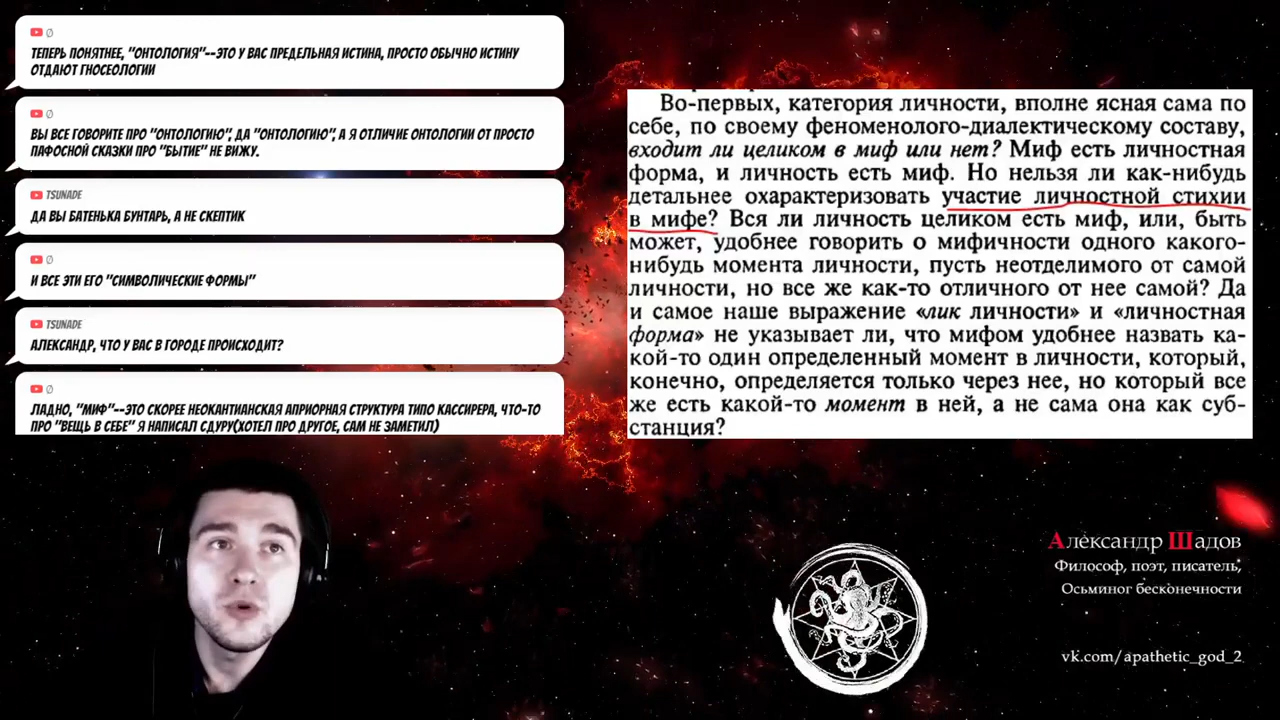 Ø
ТЕПЕРЬ ПОНЯТНЕЕ, "ОНТОЛОГИЯ"--ЭТО У ВАС ПРЕДЕЛЬНАЯ ИСТИНА, ПРОСТО ОБЫЧНО ИСТИНУ
ОТДАЮТ ГНОСЕОЛОГИИ
Ø
ВЫ ВСЕ ГОВОРИТЕ ПРО "ОНТОЛОГИЮ", ДА "ОНТОЛОГИЮ", А Я ОТЛИЧИЕ ОНТОЛОГИИ ОТ ПРОСТО
ПАФОСНОЙ СКАЗКИ ПРО "БЫТИЕ" НЕ ВИЖУ.
TSUNADE
ДА ВЫ БАТЕНЬКА БУНТАРЬ, А НЕ СКЕПТИК
Ø
И ВСЕ ЭТИ ЕГО "СИМВОЛИЧЕСКИЕ ФОРМЫ"
TSUNADE
АЛЕКСАНДР, ЧТО У ВАС В ГОРОДЕ ПРОИСХОДИТ?
Ø
ЛАДНО, "МИФ"--ЭТО СКОРЕЕ НЕОКАНТИАНСКАЯ АПРИОРНАЯ СТРУКТУРА ТИПО КАССИРЕРА, ЧТО-ТО
ПРО "ВЕЩЬ В СЕБЕ" Я НАПИСАЛ СДУРУ(ХОТЕЛ ПРО ДРУГОЕ, САМ НЕ ЗАМЕТИЛ)
Во-первых, категория личности, вполне ясная сама по
себе, по своему феноменолого-диалектическому составу,
входит ли целиком в миф или нет? Миф есть личностная
форма, и личность есть миф. Но нельзя ли как-нибудь
детальнее охарактеризовать участие личностной стихии
в мифе? Вся ли личность целиком есть миф, или, быть
может, удобнее говорить о мифичности одного какого-
нибудь момента личности, пусть неотделимого от самой
личности, но все же как-то отличного от нее самой? Да
и самое наше выражение «лик личности» и «личностная
форма» не указывает ли, что мифом удобнее назвать ка-
кой-то один определенный момент в личности, который,
конечно, определяется только через нее, но который все
же есть какой-то момент в ней, а не сама она как суб-
станция?
Александр Шадов
Философ, поэт, писатель,
Осьминог бесконечности
vk.com/apathetic_god_2